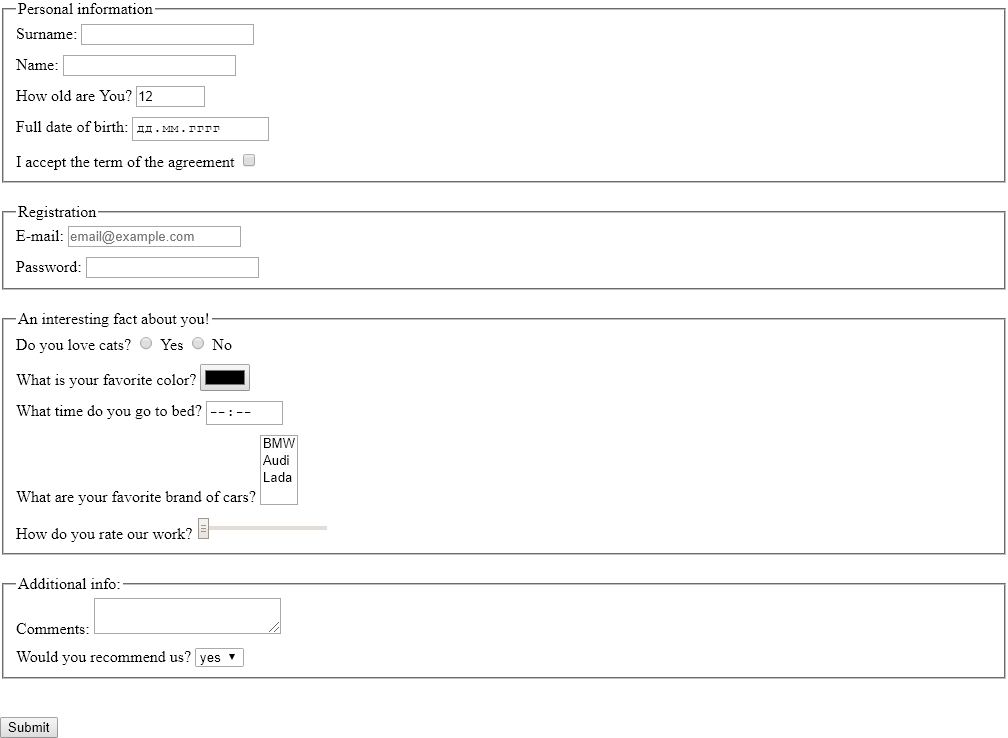 Personal information
Surname:
Name:
How old are You? 12
Full date of birth: дд.мм.гггг
I accept the term of the agreement
Registration
E-mail: email@example.com
Password:
An interesting fact about you!
Do you love cats? Yes No
What is your favorite color?
What time do you go to bed? --:--
BMW
Audi
Lada
What are your favorite brand of cars?
How do you rate our work?
Additional info:
Comments:
Would you recommend us? yes
Submit